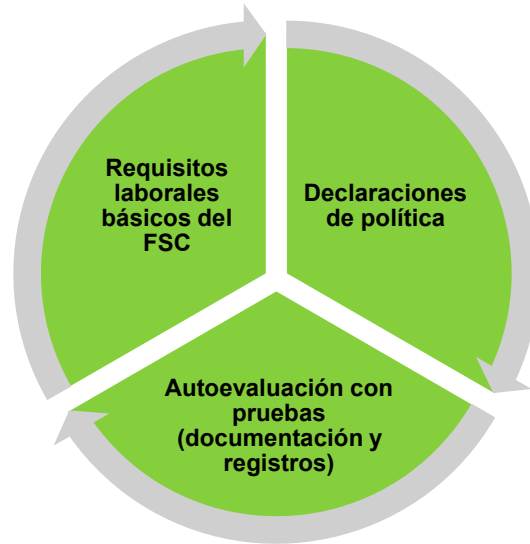 Requisitos
laborales
básicos del
FSC
Declaraciones
de política
Autoevaluación con
pruebas
(documentación y
registros)